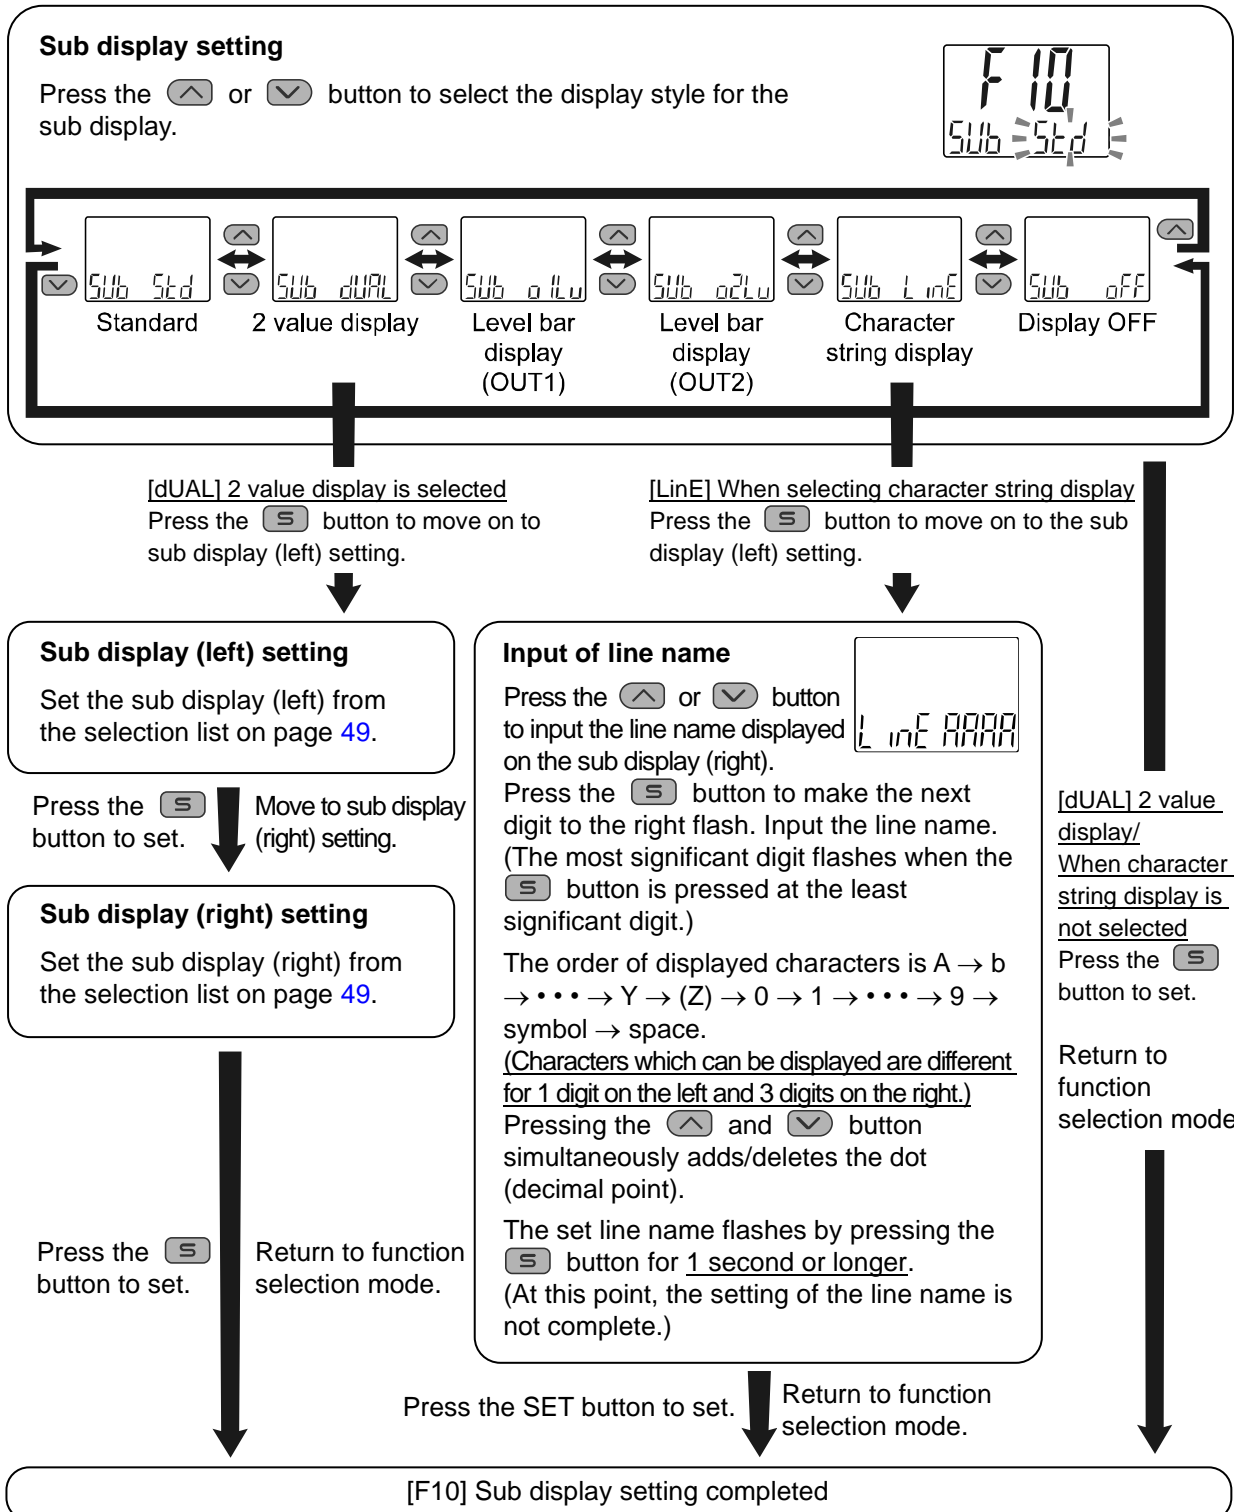 Sub display setting
Press the or button to select the display style for the
sub display.
F10
SUb Std
SUb Std
SUb dUAL
SUb o1Lv
SUb o2Lv
SUb LinE
SUb oFF
Standard
2 value display
Level bar
display
(OUT1)
Level bar
display
(OUT2)
Character
string display
Display OFF
[dUAL] 2 value display is selected
Press the S button to move on to
sub display (left) setting.
[LinE] When selecting character string display
Press the S button to move on to the sub
display (left) setting.
Sub display (left) setting
Set the sub display (left) from
the selection list on page 49.
Press the S
button to set.
Move to sub display
(right) setting.
Sub display (right) setting
Set the sub display (right) from
the selection list on page 49.
Press the S
button to set.
Return to function
selection mode.
Input of line name
Press the or button
to input the line name displayed
on the sub display (right).
LinE AAAA
Press the S button to make the next
digit to the right flash. Input the line name.
(The most significant digit flashes when the
S button is pressed at the least
significant digit.)
The order of displayed characters is A → b
→ • • • → Y → (Z) → 0 → 1 → • • • → 9 →
symbol → space.
(Characters which can be displayed are different
for 1 digit on the left and 3 digits on the right.)
Pressing the and button
simultaneously adds/deletes the dot
(decimal point).
The set line name flashes by pressing the
S button for 1 second or longer.
(At this point, the setting of the line name is
not complete.)
Press the SET button to set.
Return to function
selection mode.
[dUAL] 2 value
display/
When character
string display is
not selected
Press the S
button to set.
Return to
function
selection mode
[F10] Sub display setting completed